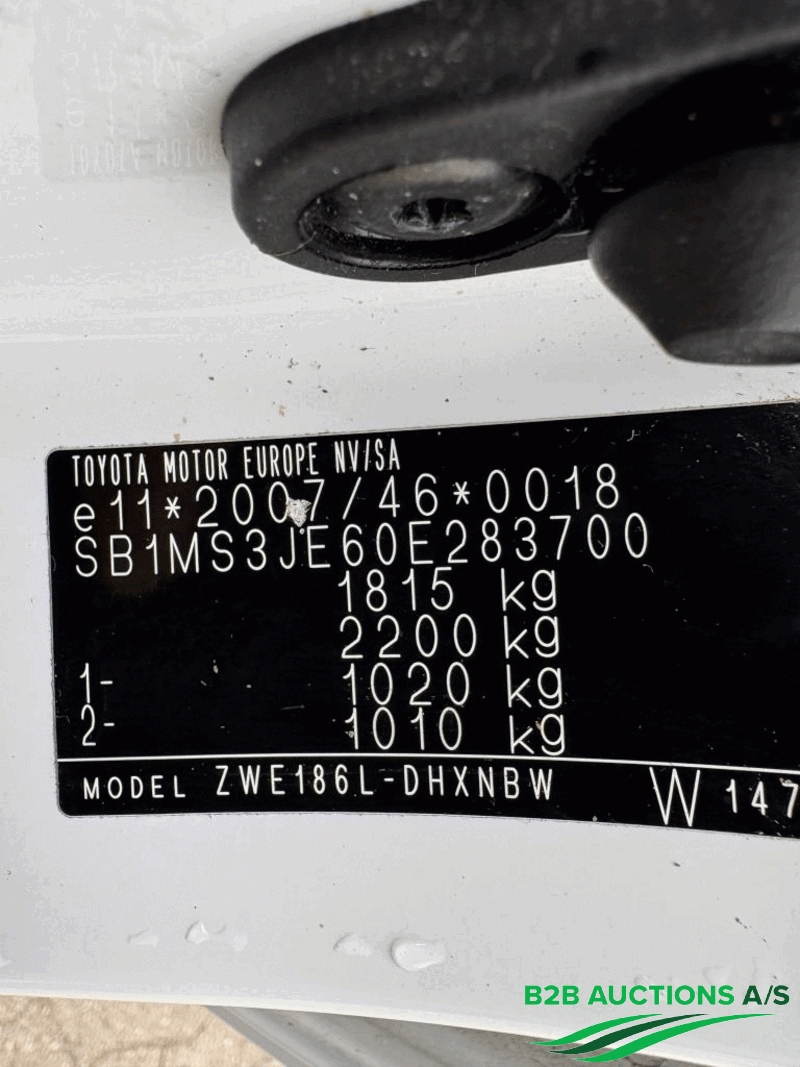 TOYOTA MOTOR EUROPE NV/SA
e11*2007/46*0018
SB1MS3JE60E283700
1815 kg
2200 kg
1- 1020 kg
2- 1010 kg
MODEL ZWE186L-DHXNBW W 147
B2B AUCTIONS A/S